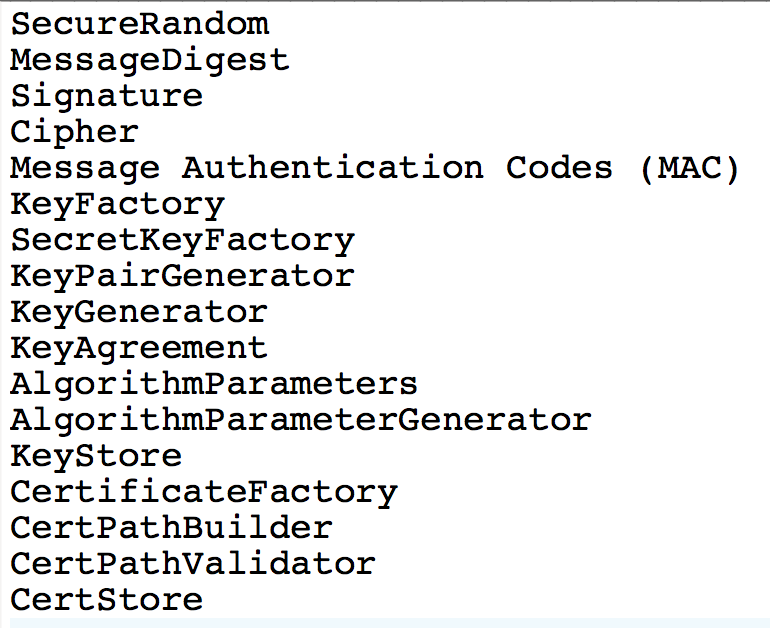 SecureRandom
MessageDigest
Signature
Cipher
Message Authentication Codes (MAC)
KeyFactory
SecretKeyFactory
KeyPairGenerator
KeyGenerator
KeyAgreement
AlgorithmParameters
AlgorithmParameterGenerator
KeyStore
CertificateFactory
CertPathBuilder
CertPathValidator
CertStore